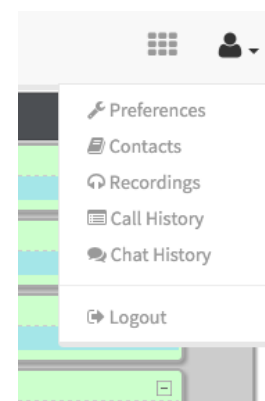 Preferences
Contacts
Recordings
Call History
Chat History
Logout